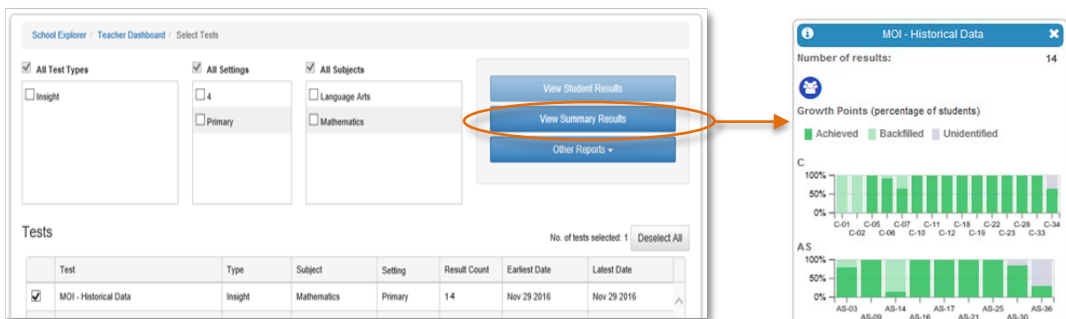 School Explorer / Teacher Dashboard / Select Tests
All Test Types
All Settings
All Subjects
Insight
4
Primary
Language Arts
Mathematics
View Student Results
View Summary Results
Other Reports
Tests
No. of tests selected: 1
Deselect All
Test Type Subject Setting Result Count Earliest Date Latest Date
MOI - Historical Data Insight Mathematics Primary 14 Nov 29 2016 Nov 29 2016
MOI - Historical Data
Number of results: 14
Growth Points (percentage of students)
Achieved Backfilled Unidentified
C
100%
50%
0%
C-01 C-05 C-07 C-11 C-18 C-22 C-28 C-34
C-02 C-06 C-10 C-12 C-19 C-23 C-33
AS
100%
50%
0%
AS-03 AS-14 AS-17 AS-25 AS-36
AS-09 AS-16 AS-21 AS-30